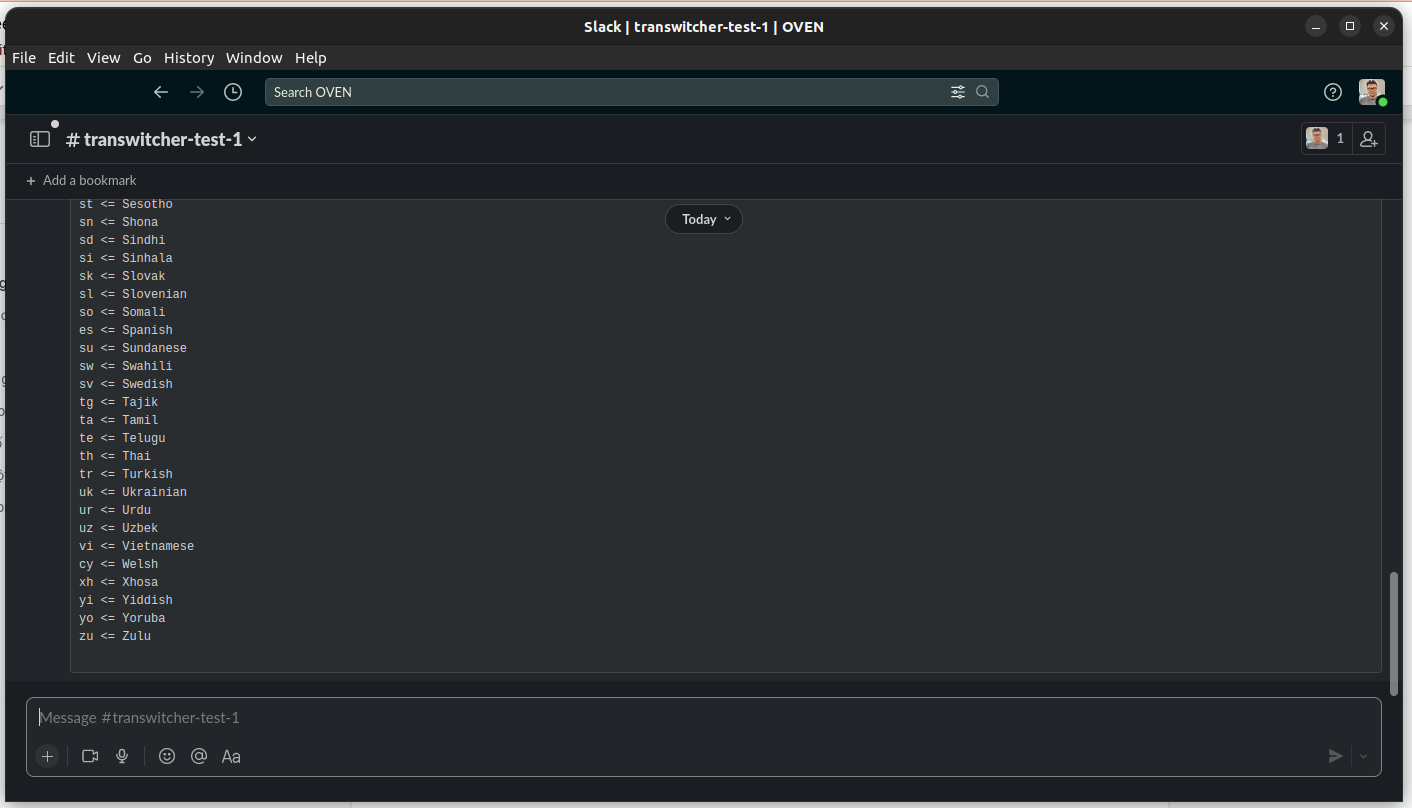 Slack | transwitcher-test-1 | OVEN
File Edit View Go History Window Help
Search OVEN
# transwitcher-test-1
1
+ Add a bookmark
Today
st <= Sesotho
sn <= Shona
sd <= Sindhi
si <= Sinhala
sk <= Slovak
sl <= Slovenian
so <= Somali
es <= Spanish
su <= Sundanese
sw <= Swahili
sv <= Swedish
tg <= Tajik
ta <= Tamil
te <= Telugu
th <= Thai
tr <= Turkish
uk <= Ukrainian
ur <= Urdu
uz <= Uzbek
vi <= Vietnamese
cy <= Welsh
xh <= Xhosa
yi <= Yiddish
yo <= Yoruba
zu <= Zulu
Message #transwitcher-test-1
Aa